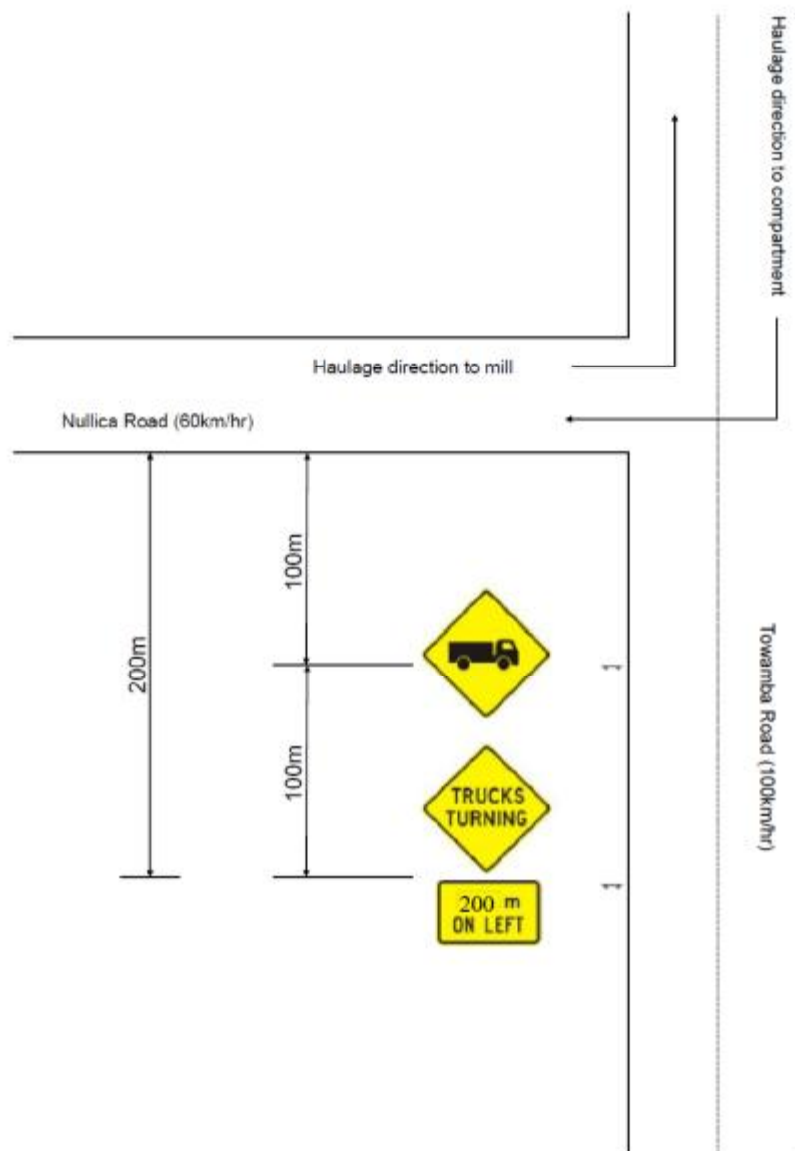 Haulage direction to compartment
Haulage direction to mill
Nullica Road (60km/hr)
100m
200m
100m
TRUCKS
TURNING
200 m
ON LEFT
Towamba Road (100km/hr)